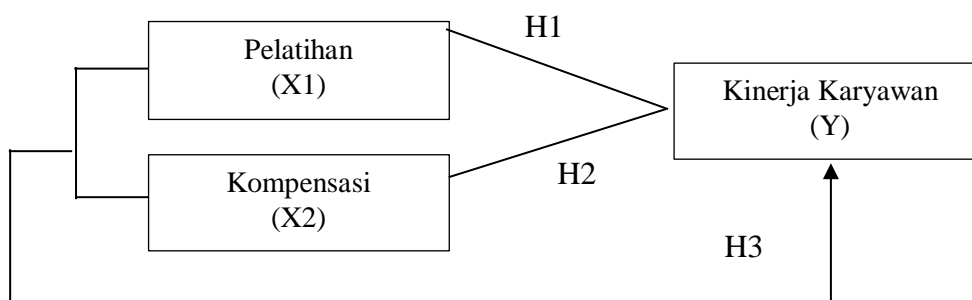 H1
Pelatihan
(X1)
Kinerja Karyawan
(Y)
Kompensasi
(X2)
H2
H3